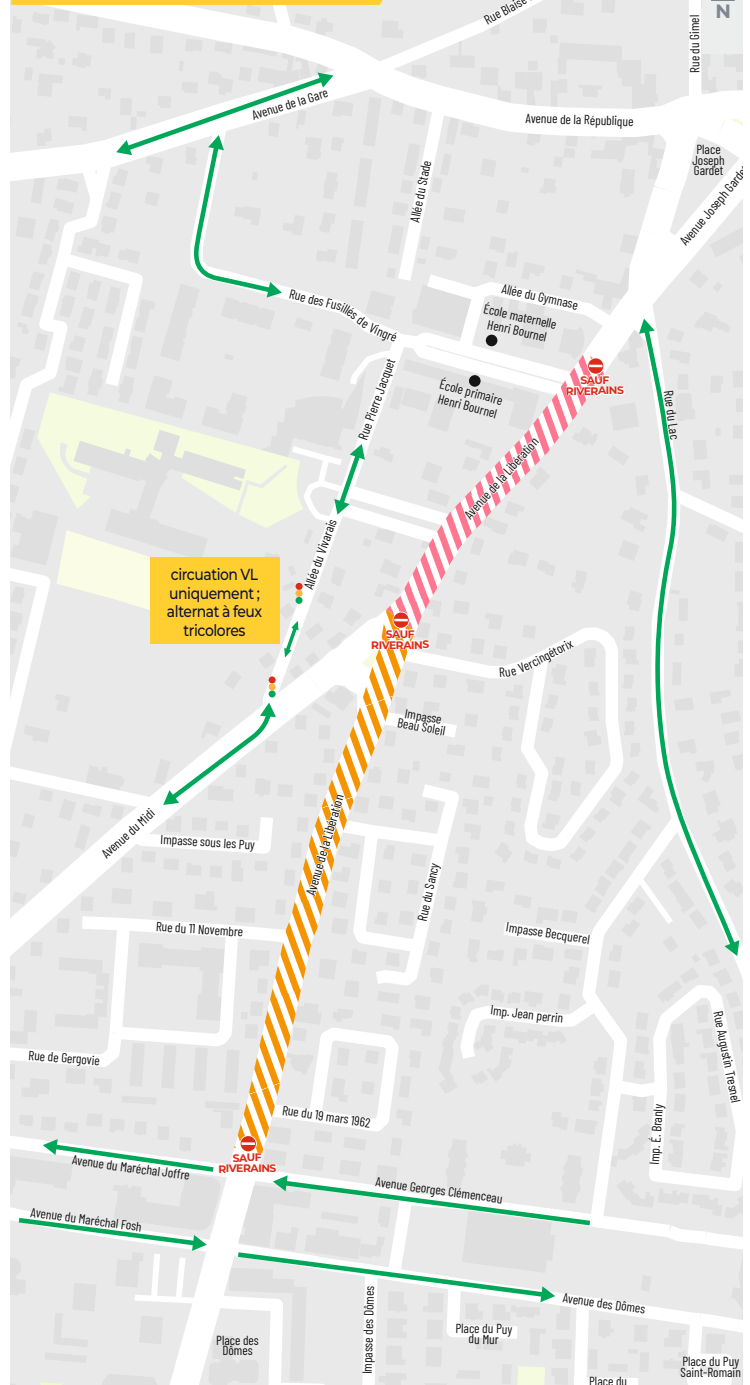 Rue Blaise
N
Rue du Gimel
Avenue de la Gare
Avenue de la République
Place
Joseph
Gardet
Allée du Stade
Avenue Joseph Gardet
Allée du Gymnase
Rue des Fusillés de Vingré
École maternelle
Henri Bournel
Rue Pierre Jacquet
École primaire
Henri Bournel
SAUF
RIVERAINS
Rue du Lac
Avenue de la Libération
Allée du Vivarais
circuation VL
uniquement ;
alternat à feux
tricolores
SAUF
RIVERAINS
Rue Vercingétorix
Impasse
Beau Soleil
Avenue du Midi
Avenue de la Libération
Impasse sous les Puy
Rue du Sancy
Rue du 11 Novembre
Impasse Becquerel
Imp. Jean perrin
Rue Augustin Tresnel
Rue de Gergovie
Rue du 19 mars 1962
Imp. É. Branly
SAUF
RIVERAINS
Avenue du Maréchal Joffre
Avenue Georges Clémenceau
Avenue du Maréchal Fosh
Avenue des Dômes
Impasse des Dômes
Place des
Dômes
Place du Puy
du Mur
Place du Puy
Saint-Romain
Place du